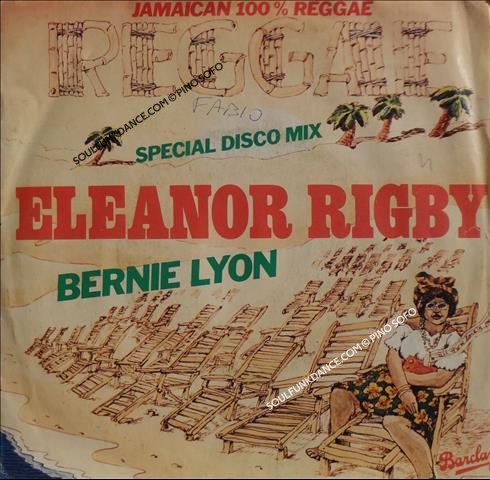 JAMAICAN 100% REGGAE
REGGAE
FABIO
SOULFUNKDANCE.COM © PINO SOFO
SPECIAL DISCO MIX
ELEANOR RIGBY
BERNIE LYON
SOULFUNKDANCE.COM © PINO SOFO
Barclay